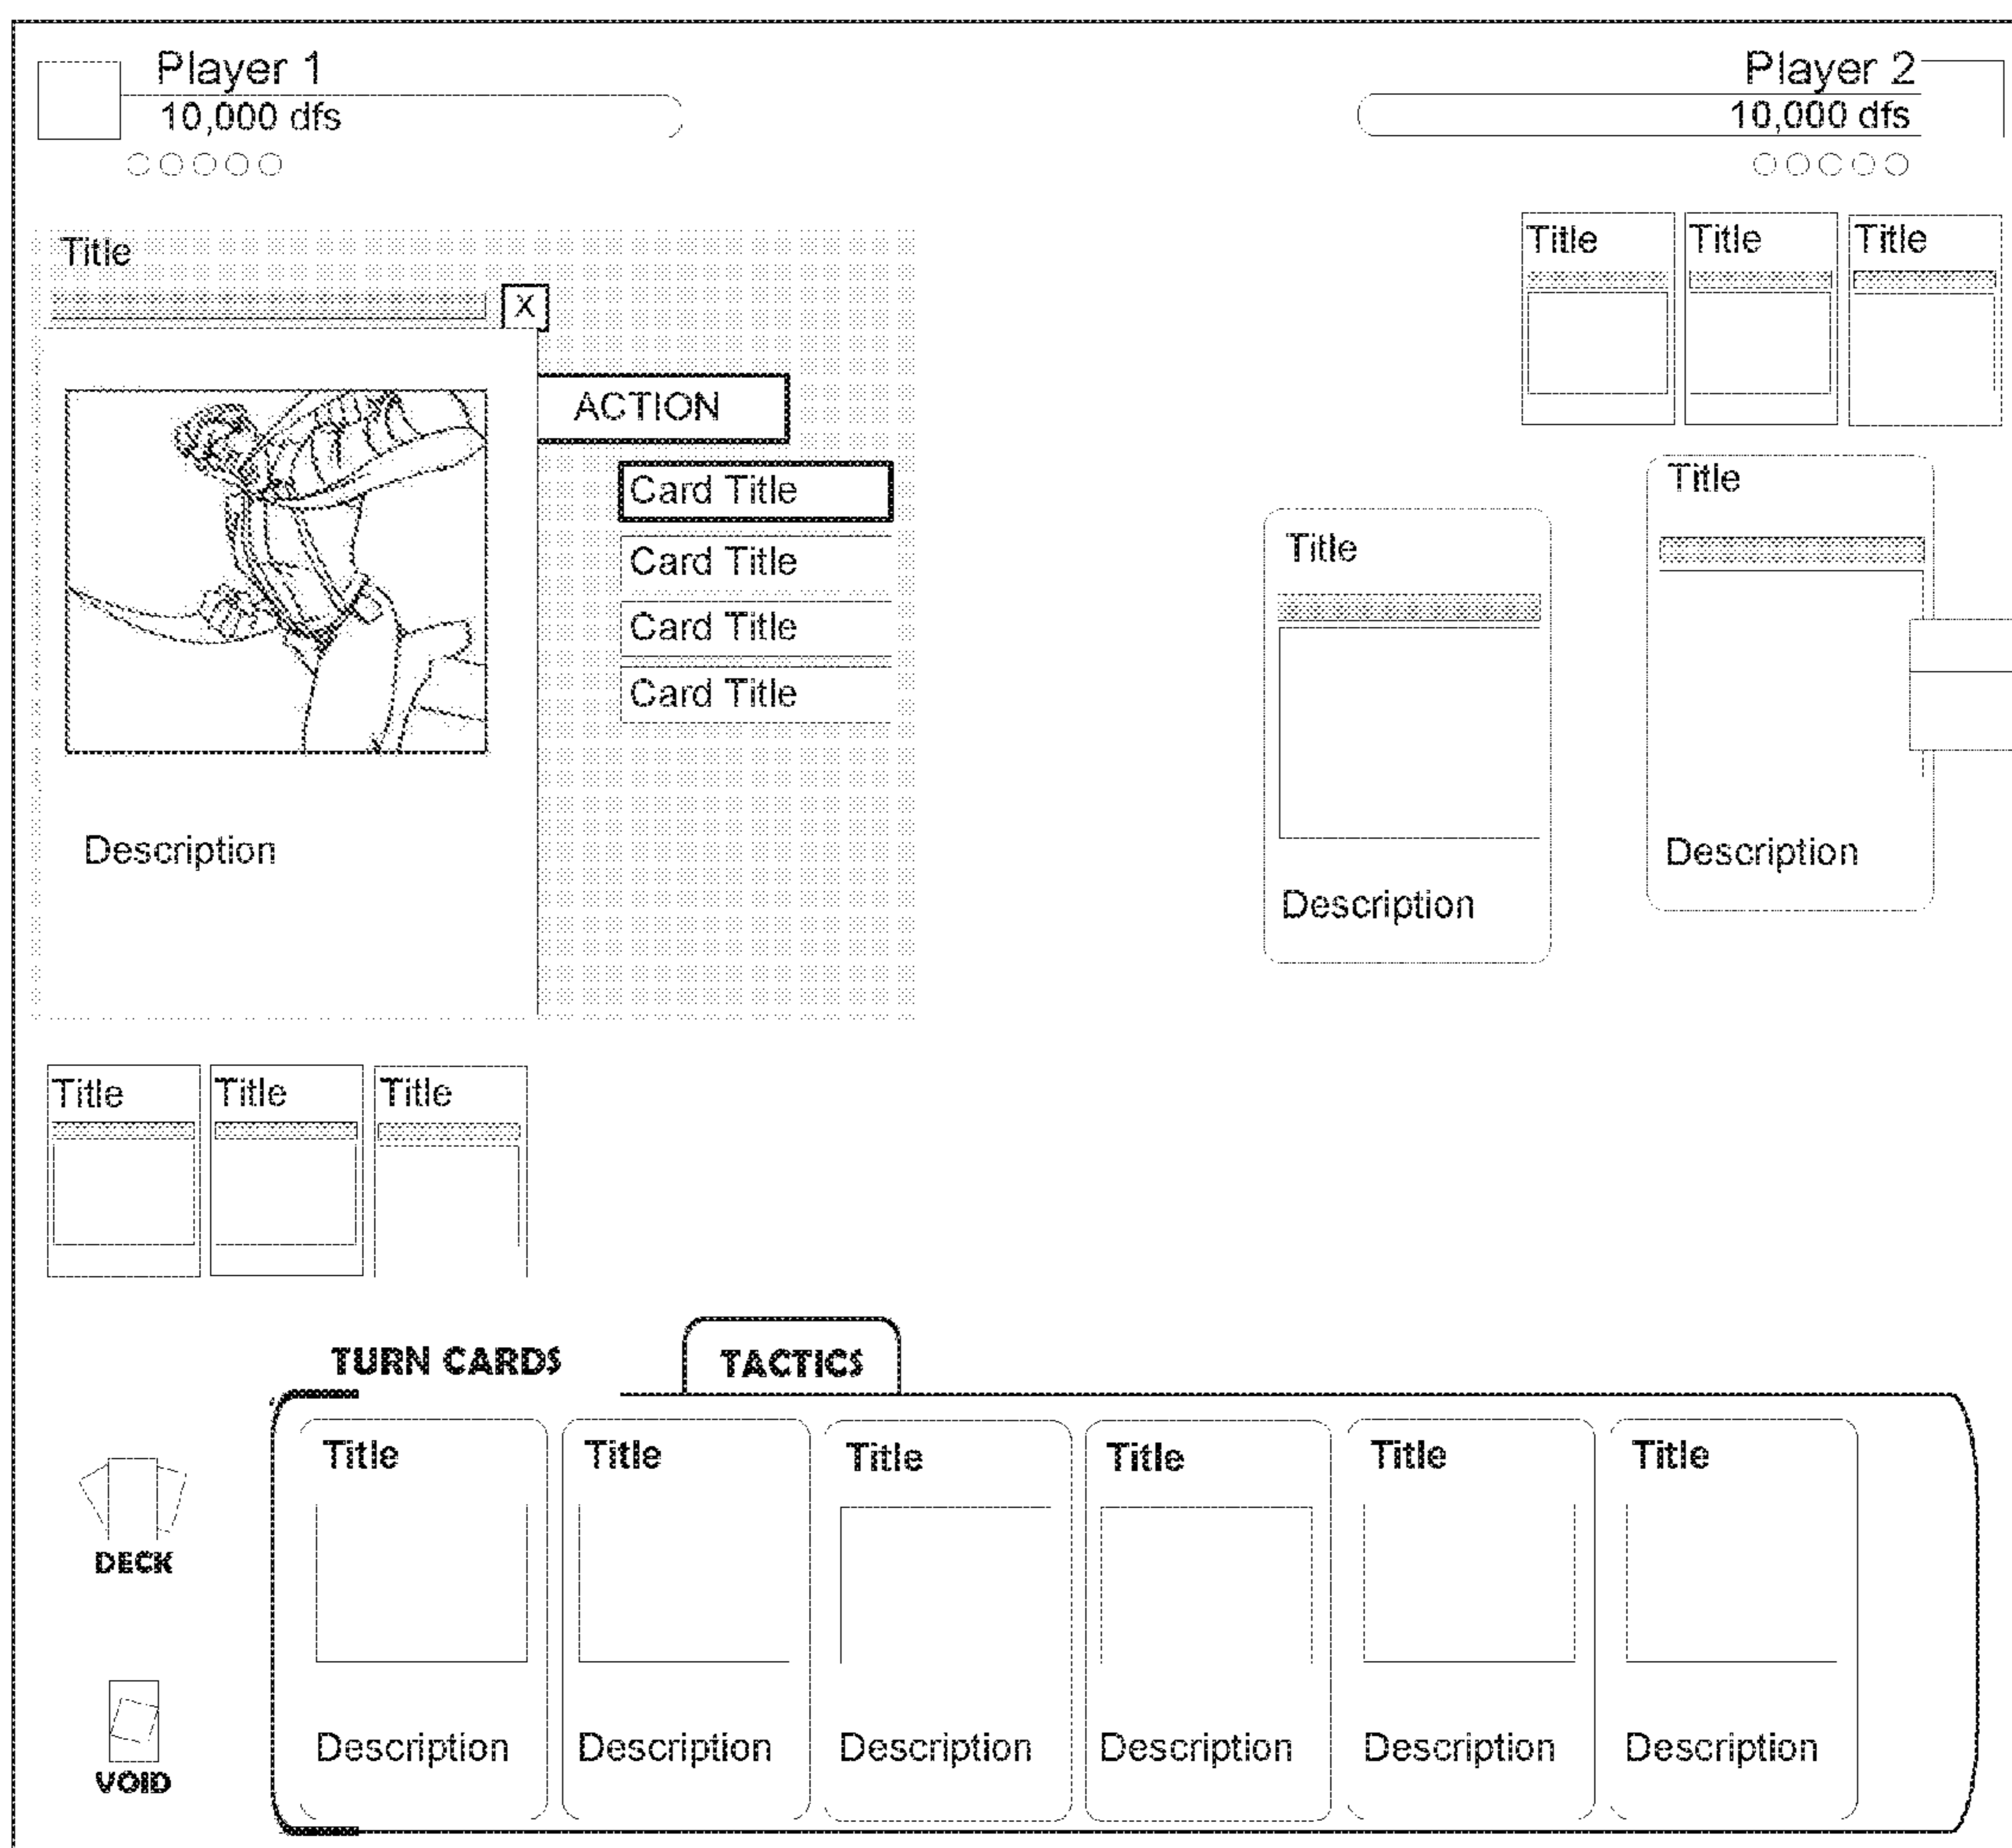 Player 1
10,000 dfs
Player 2
10,000 dfs
Title
X
ACTION
Card Title
Card Title
Card Title
Card Title
Description
Title
Title
Title
Title
Description
Title
Description
Title
Title
Title
TURN CARDS
TACTICS
DECK
VOID
Title
Title
Title
Title
Title
Title
Description
Description
Description
Description
Description
Description